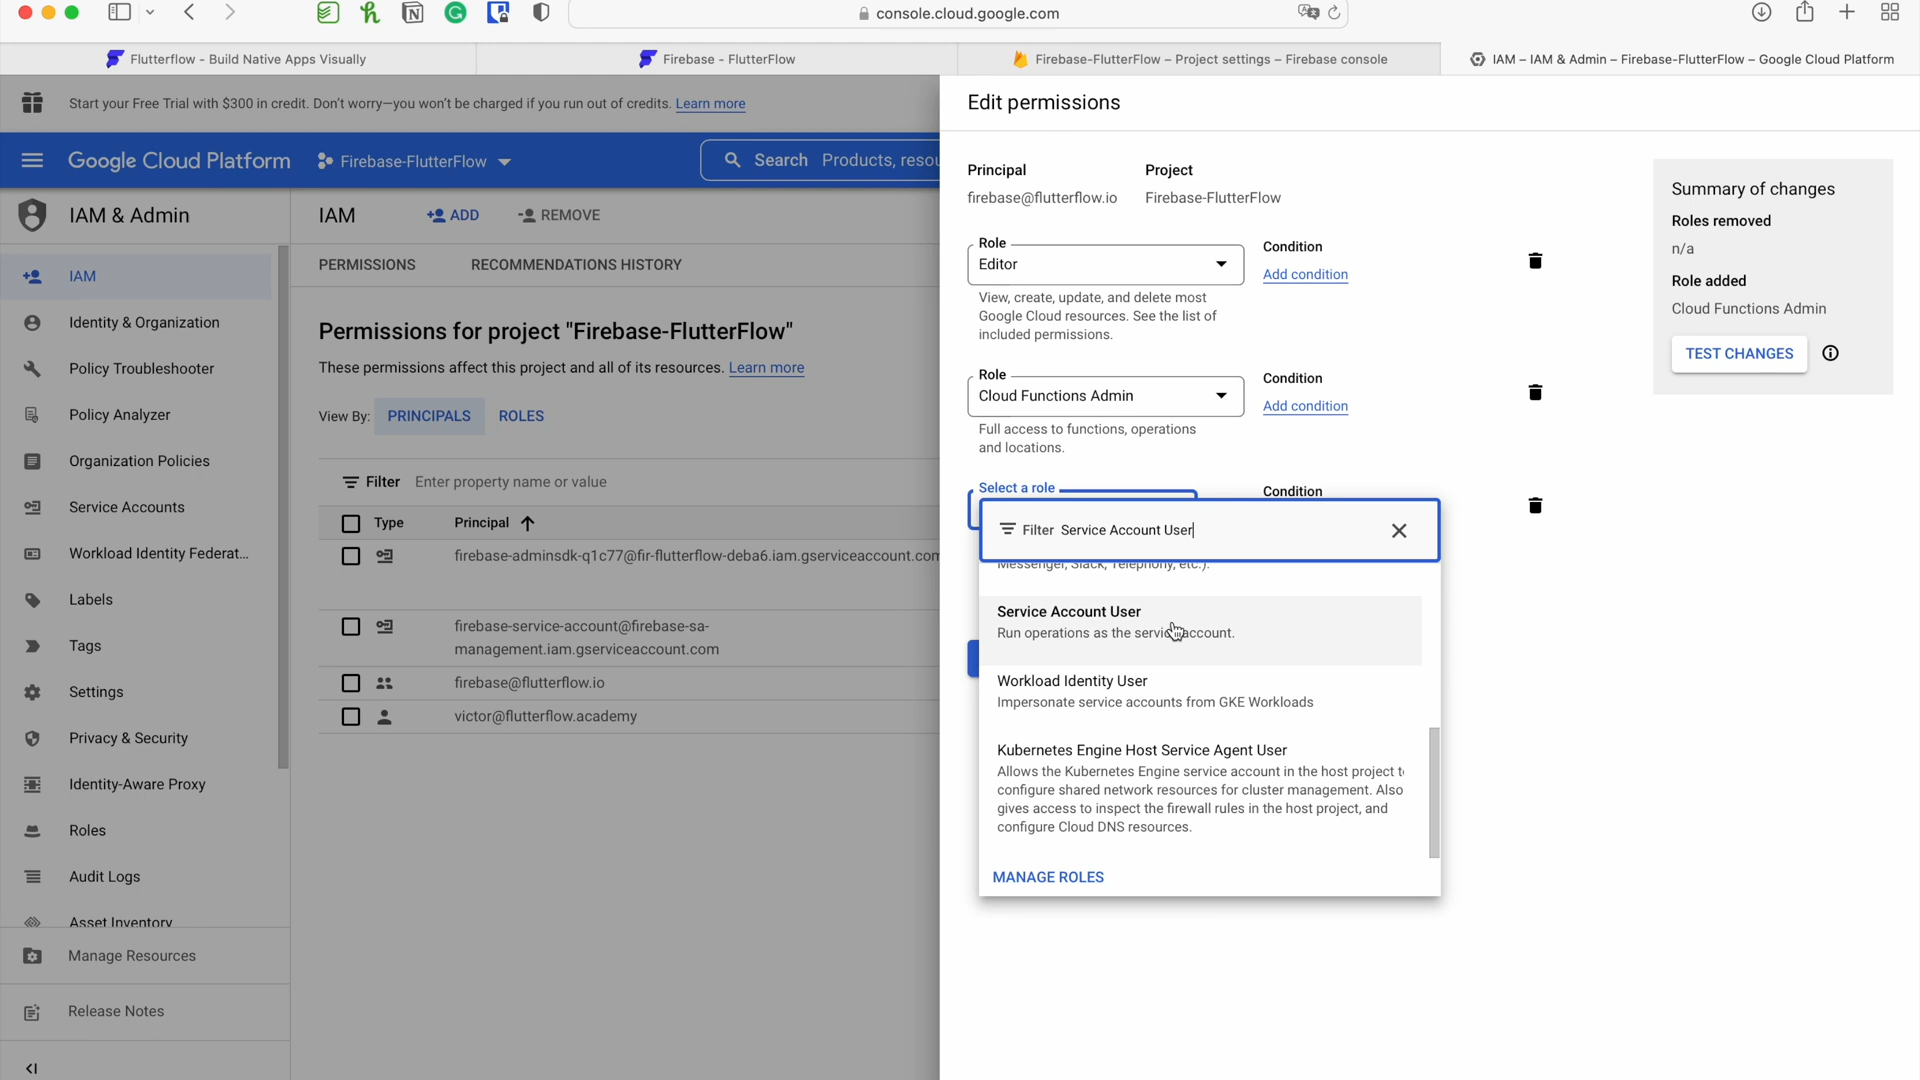 console.cloud.google.com
Flutterflow - Build Native Apps Visually
Firebase - FlutterFlow
Firebase-FlutterFlow – Project settings – Firebase console
IAM – IAM & Admin – Firebase-FlutterFlow – Google Cloud Platform
Start your Free Trial with $300 in credit. Don't worry—you won't be charged if you run out of credits. Learn more
Google Cloud Platform
Firebase-FlutterFlow
Search Products, resou
IAM & Admin
IAM
Identity & Organization
Policy Troubleshooter
Policy Analyzer
Organization Policies
Service Accounts
Workload Identity Federat...
Labels
Tags
Settings
Privacy & Security
Identity-Aware Proxy
Roles
Audit Logs
Asset Inventory
Manage Resources
Release Notes
IAM
ADD
REMOVE
PERMISSIONS
RECOMMENDATIONS HISTORY
Permissions for project "Firebase-FlutterFlow"
These permissions affect this project and all of its resources. Learn more
View By: PRINCIPALS ROLES
Filter Enter property name or value
Type Principal
firebase-adminsdk-q1c77@fir-flutterflow-deba6.iam.gserviceaccount.com
firebase-service-account@firebase-sa-
management.iam.gserviceaccount.com
firebase@flutterflow.io
victor@flutterflow.academy
Edit permissions
Principal
firebase@flutterflow.io
Project
Firebase-FlutterFlow
Role
Editor
Condition
Add condition
View, create, update, and delete most
Google Cloud resources. See the list of
included permissions.
Role
Cloud Functions Admin
Condition
Add condition
Full access to functions, operations
and locations.
Select a role
Condition
Filter Service Account User
Messenger, Slack, Telephony, etc.).
Service Account User
Run operations as the service account.
Workload Identity User
Impersonate service accounts from GKE Workloads
Kubernetes Engine Host Service Agent User
Allows the Kubernetes Engine service account in the host project t
configure shared network resources for cluster management. Also
gives access to inspect the firewall rules in the host project, and
configure Cloud DNS resources.
MANAGE ROLES
Summary of changes
Roles removed
n/a
Role added
Cloud Functions Admin
TEST CHANGES